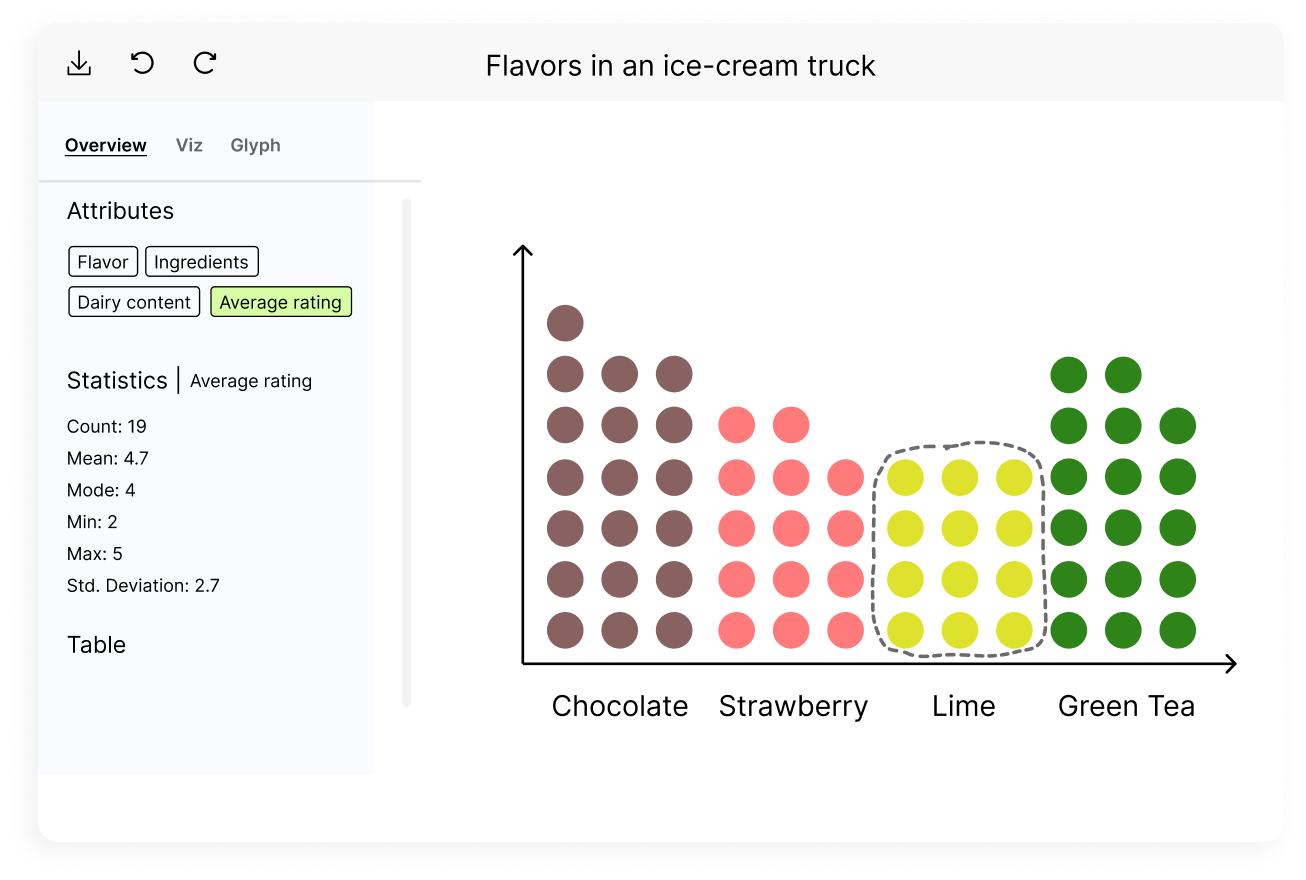 Flavors in an ice-cream truck
Overview Viz Glyph
Attributes
Flavor Ingredients
Dairy content Average rating
Statistics | Average rating
Count: 19
Mean: 4.7
Mode: 4
Min: 2
Max: 5
Std. Deviation: 2.7
Table
Chocolate Strawberry Lime Green Tea